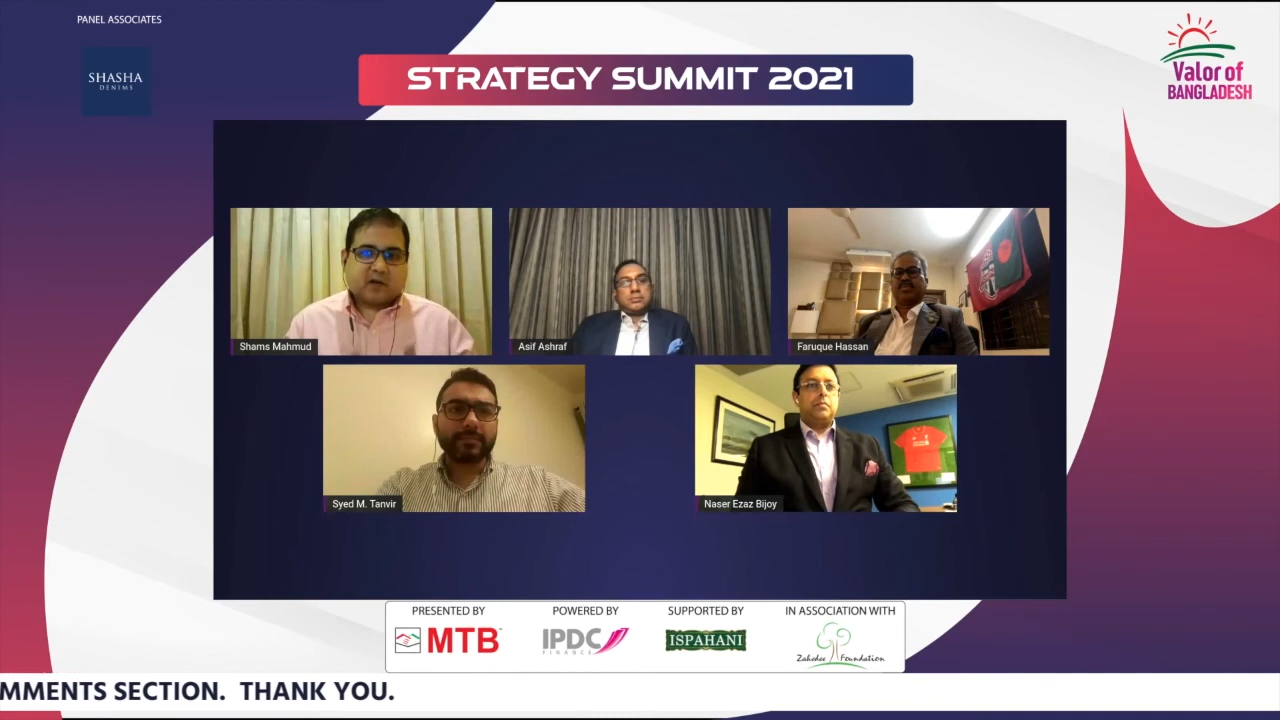 PANEL ASSOCIATES
SHASHA
DENIMS
STRATEGY SUMMIT 2021
Valor of
BANGLADESH
Shams Mahmud
Asif Ashraf
Faruque Hassan
Syed M. Tanvir
Naser Ezaz Bijoy
PRESENTED BY
MTB
POWERED BY
IPDC
FINANCE
SUPPORTED BY
ISPAHANI
IN ASSOCIATION WITH
Zahedee Foundation
MMENTS SECTION. THANK YOU.